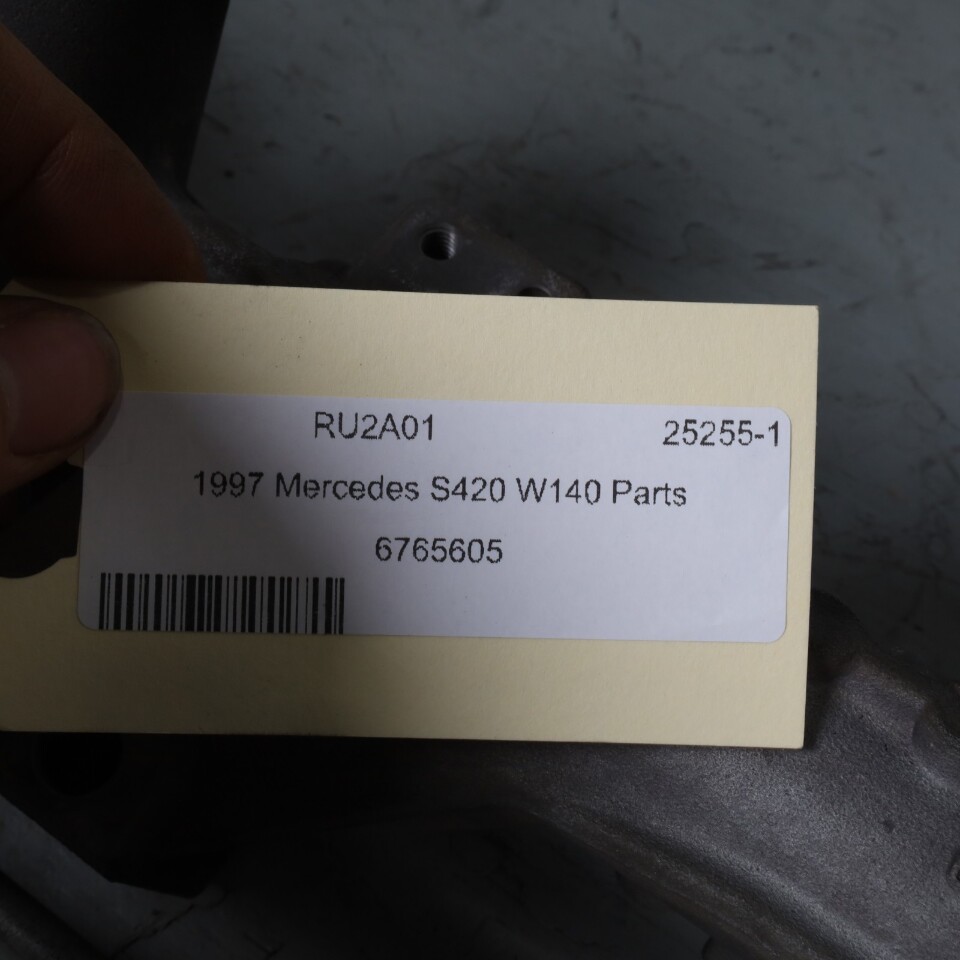 RU2A01 25255-1
1997 Mercedes S420 W140 Parts
6765605